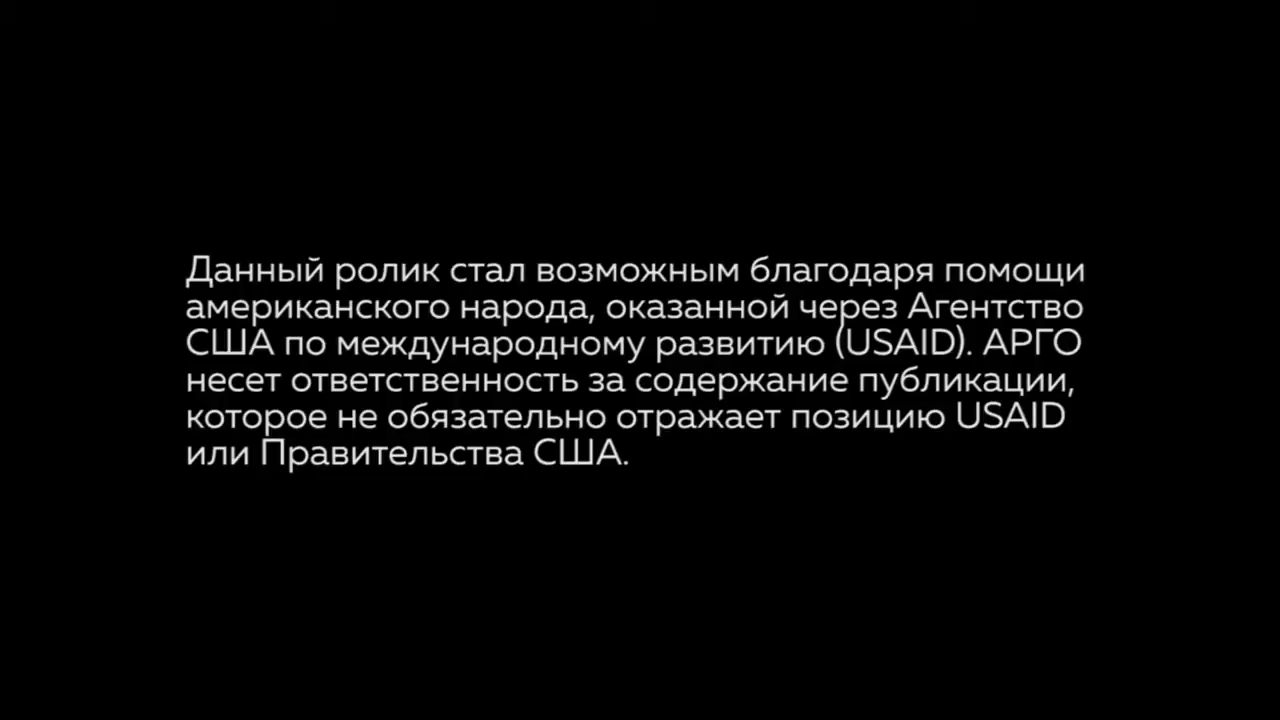 Данный ролик стал возможным благодаря помощи
американского народа, оказанной через Агентство
США по международному развитию (USAID). АРГО
несет ответственность за содержание публикации,
которое не обязательно отражает позицию USAID
или Правительства США.